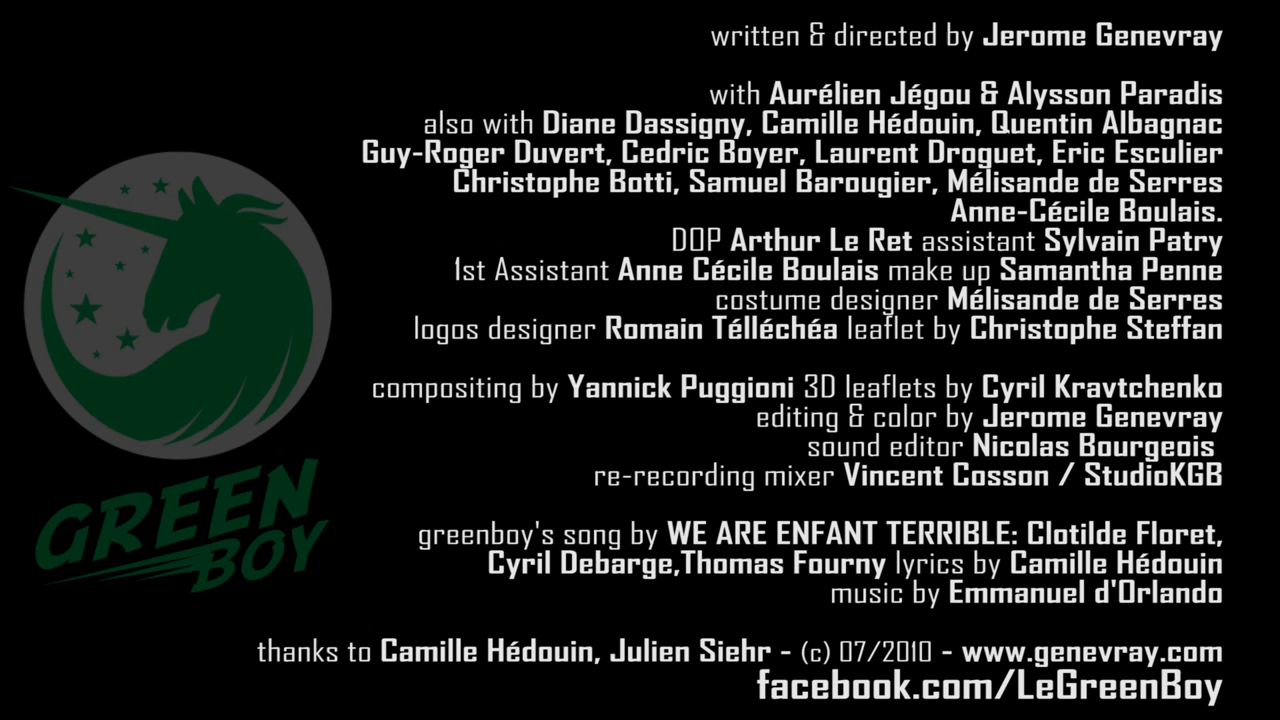 written & directed by Jerome Genevray
with Aurélien Jégou & Alysson Paradis
also with Diane Dassigny, Camille Hédouin, Quentin Albagnac
Guy-Roger Duvert, Cedric Boyer, Laurent Droguet, Eric Esculier
Christophe Botti, Samuel Barougier, Mélisande de Serres
Anne-Cécile Boulais.
DOP Arthur Le Ret assistant Sylvain Patry
1st Assistant Anne Cécile Boulais make up Samantha Penne
costume designer Mélisande de Serres
logos designer Romain Télléchéa leaflet by Christophe Steffan
compositing by Yannick Puggioni 3D leaflets by Cyril Kravtchenko
editing & color by Jerome Genevray
sound editor Nicolas Bourgeois
re-recording mixer Vincent Cosson / StudioKGB
GREEN
BOY
greenboy's song by WE ARE ENFANT TERRIBLE: Clotilde Floret,
Cyril Debarge,Thomas Fourny lyrics by Camille Hédouin
music by Emmanuel d'Orlando
thanks to Camille Hédouin, Julien Siehr - (c) 07/2010 - www.genevray.com
facebook.com/LeGreenBoy